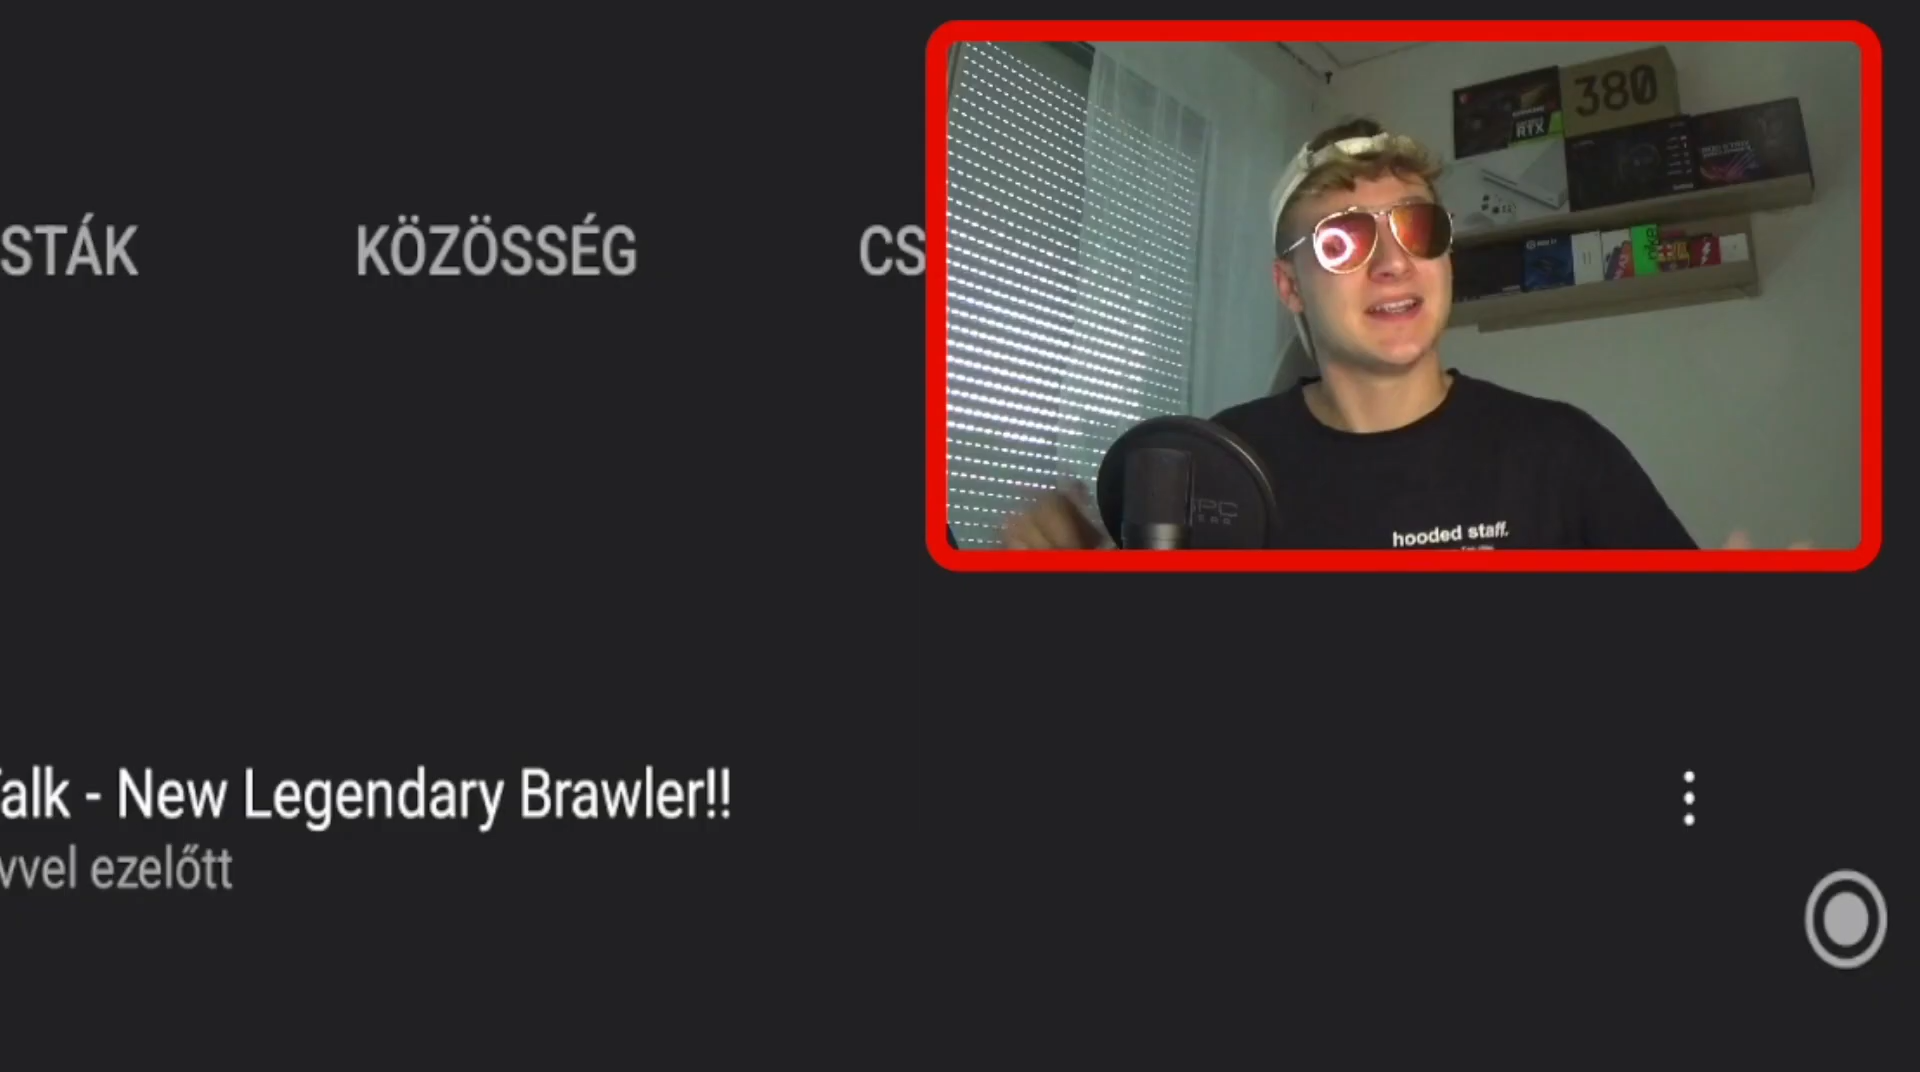 380
RTX
STÁK KÖZÖSSÉG CS
hooded staff.
alk - New Legendary Brawler!!
vvel ezelőtt